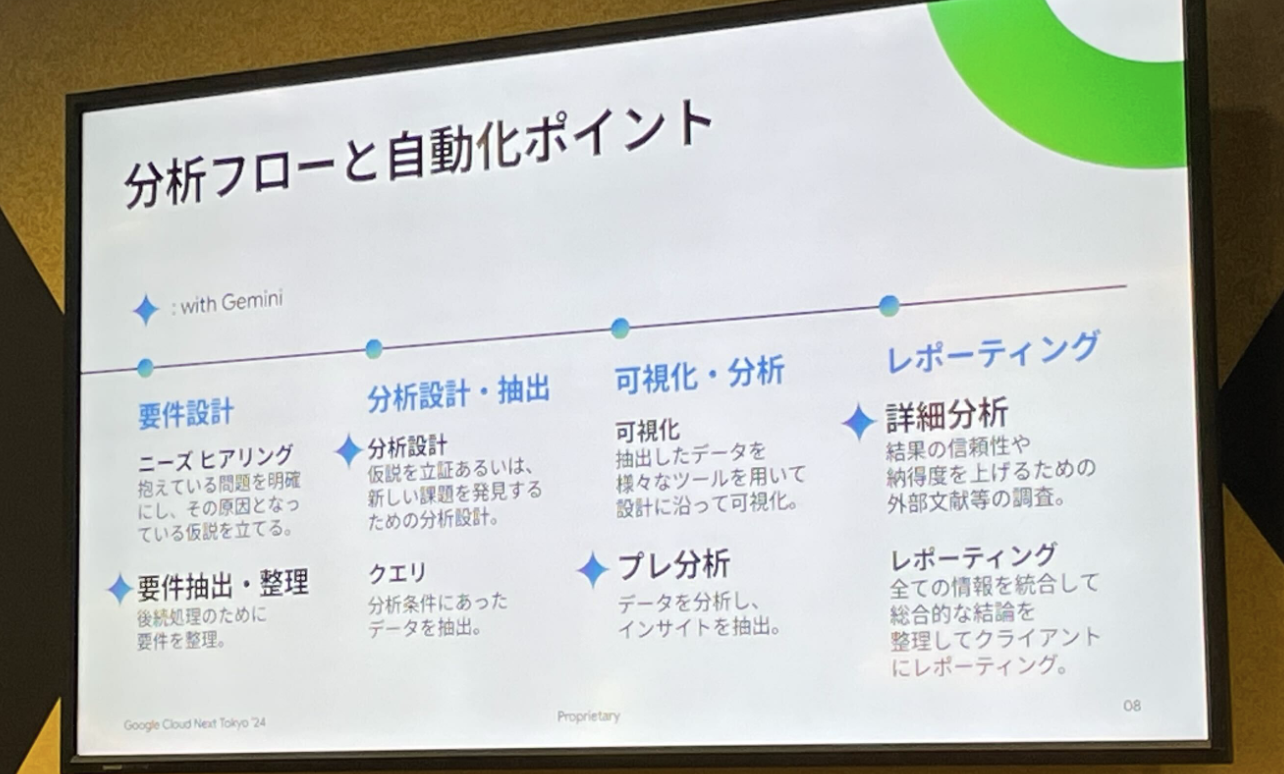 分析フローと自動化ポイント
: with Gemini
要件設計
ニーズ ヒアリング
抱えている問題を明確
にし、その原因となっ
ている仮説を立てる。
要件抽出・整理
後続処理のために
要件を整理。
分析設計・抽出
分析設計
仮説を立証あるいは、
新しい課題を発見する
ための分析設計。
クエリ
分析条件にあった
データを抽出。
可視化・分析
可視化
抽出したデータを
様々なツールを用いて
設計に沿って可視化。
プレ分析
データを分析し、
インサイトを抽出。
レポーティング
詳細分析
結果の信頼性や
納得度を上げるための
外部文献等の調査。
レポーティング
全ての情報を統合して
総合的な結論を
整理してクライアント
にレポーティング。
Google Cloud Next Tokyo '24
Proprietary
08